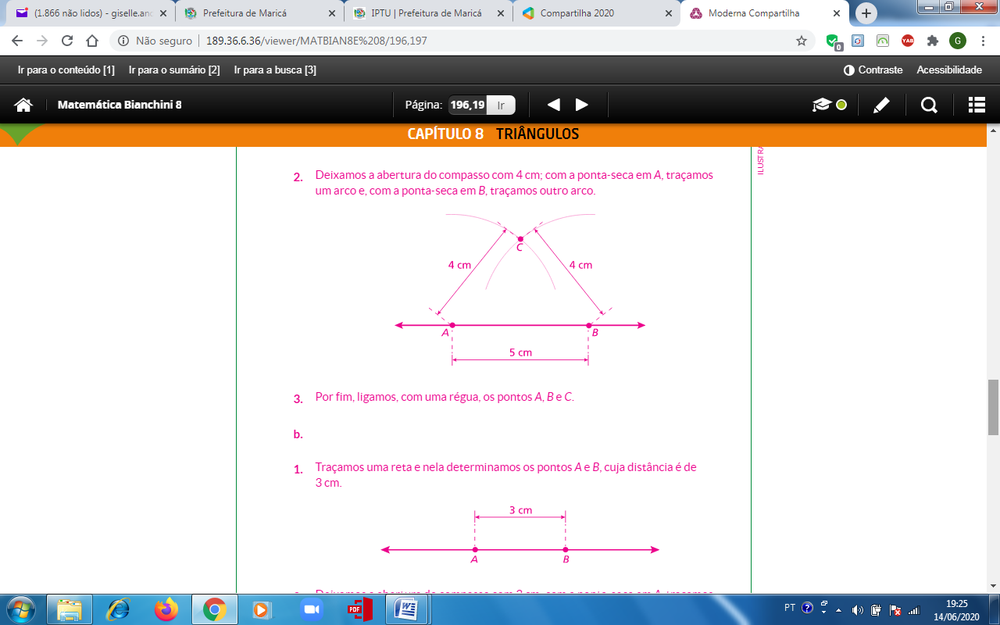 (1.866 não lidos) - giselle.and
Prefeitura de Maricá
IPTU | Prefeitura de Maricá
Compartilha 2020
Moderna Compartilha
Não seguro
189.36.6.36/viewer/MATBIAN8E%208/196,197
0
YAB
G
Ir para o conteúdo [1]
Ir para o sumário [2]
Ir para a busca [3]
Contraste
Acessibilidade
Matemática Bianchini 8
Página:
196,19
Ir
CAPÍTULO 8 TRIÂNGULOS
ILUSTRA
2. Deixamos a abertura do compasso com 4 cm; com a ponta-seca em A, traçamos
um arco e, com a ponta-seca em B, traçamos outro arco.
C
4 cm
4 cm
A
B
5 cm
3. Por fim, ligamos, com uma régua, os pontos A, B e C.
b.
1. Traçamos uma reta e nela determinamos os pontos A e B, cuja distância é de
3 cm.
3 cm
A
B
PDF
PT
19:25
14/06/2020